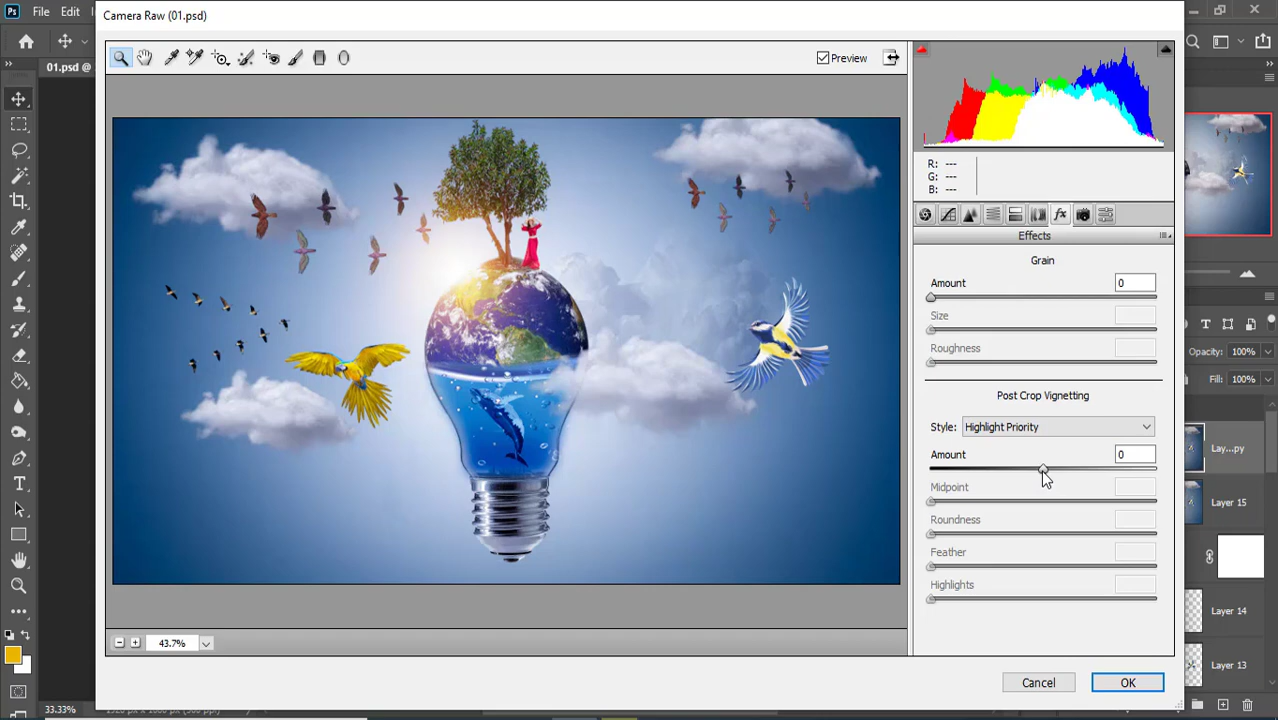 Camera Raw (01.psd)
Ps File Edit
01.psd @
Preview
R: ---
G: ---
B: ---
fx
Effects
Grain
Amount 0
Size
Roughness
Post Crop Vignetting
Style: Highlight Priority
Amount 0
Midpoint
Roundness
Feather
Highlights
43.7%
Cancel OK
Opacity: 100%
Fill: 100%
Lay...py
Layer 15
Layer 14
Layer 13
33.33%